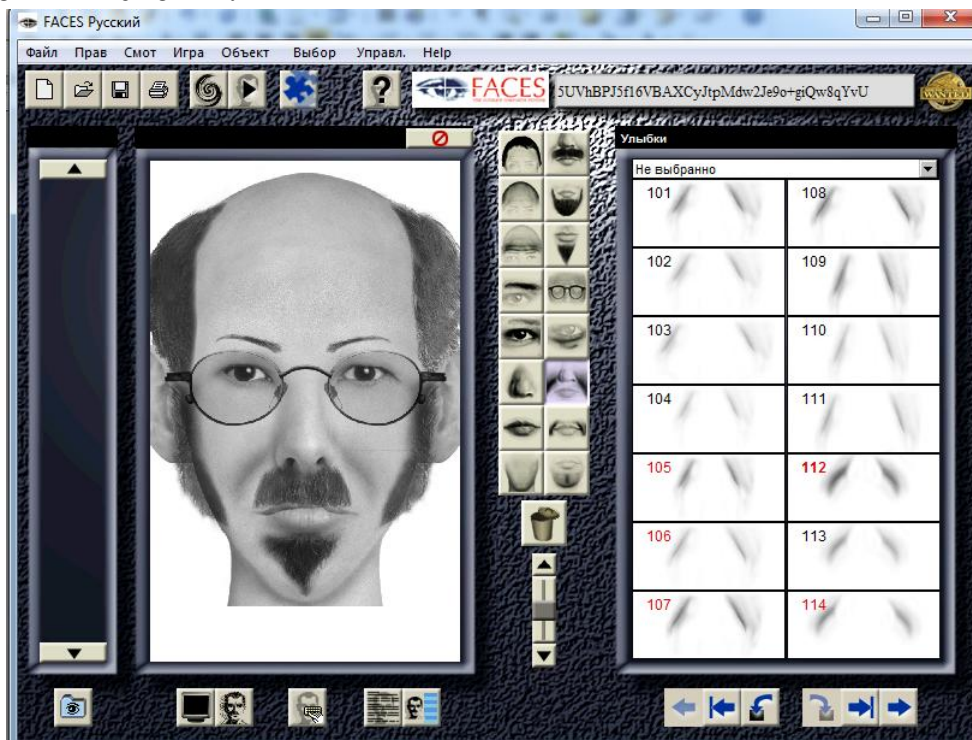 FACES Русский
Файл Прав Смот Игра Объект Выбор Управл. Help
FACES
5UVhBPJ5f16VBAXCyJtpMdw2Je9o+giQw8qYvU
WANTED
Улыбки
Не выбранно
101 108
102 109
103 110
104 111
105 112
106 113
107 114